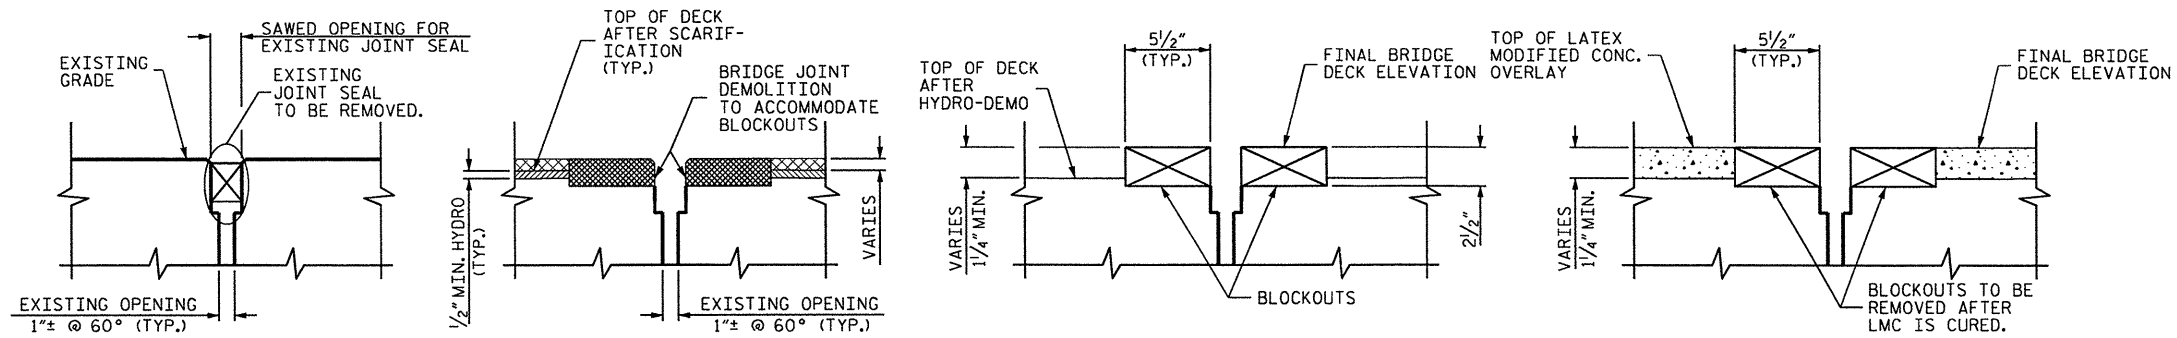 SAWED OPENING FOR
EXISTING JOINT SEAL
EXISTING
GRADE
EXISTING
JOINT SEAL
TO BE REMOVED.
EXISTING OPENING
1"± @ 60° (TYP.)
TOP OF DECK
AFTER SCARIF-
ICATION
(TYP.)
BRIDGE JOINT
DEMOLITION
TO ACCOMMODATE
BLOCKOUTS
1/2" MIN. HYDRO
(TYP.)
VARIES
EXISTING OPENING
1"± @ 60° (TYP.)
TOP OF DECK
AFTER
HYDRO-DEMO
5 1/2"
(TYP.)
FINAL BRIDGE
DECK ELEVATION
VARIES
1 1/4" MIN.
2 1/2"
BLOCKOUTS
TOP OF LATEX
MODIFIED CONC.
OVERLAY
5 1/2"
(TYP.)
FINAL BRIDGE
DECK ELEVATION
VARIES
1 1/4" MIN.
BLOCKOUTS TO BE
REMOVED AFTER
LMC IS CURED.